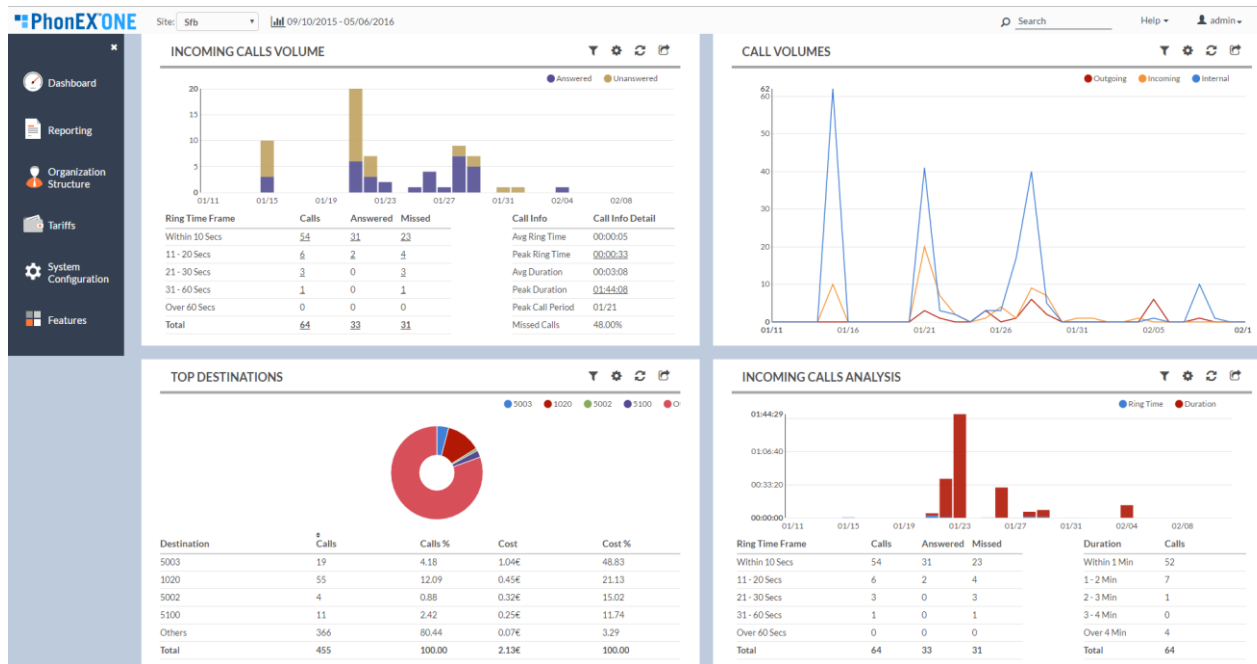 PhonEX'ONE Site: Sfb 09/10/2015 - 05/06/2016 Search Help admin
Dashboard
Reporting
Organization
Structure
Tariffs
System
Configuration
Features
INCOMING CALLS VOLUME
Answered Unanswered
20
15
10
5
0
01/11 01/15 01/19 01/23 01/27 01/31 02/04 02/08
Ring Time Frame Calls Answered Missed Call Info Call Info Detail
Within 10 Secs 54 31 23 Avg Ring Time 00:00:05
11 - 20 Secs 6 2 4 Peak Ring Time 00:00:33
21 - 30 Secs 3 0 3 Avg Duration 00:03:08
31 - 60 Secs 1 0 1 Peak Duration 01:44:08
Over 60 Secs 0 0 0 Peak Call Period 01/21
Total 64 33 31 Missed Calls 48.00%
CALL VOLUMES
Outgoing Incoming Internal
62
60
50
40
30
20
10
0
01/11 01/16 01/21 01/26 01/31 02/05 02/1
TOP DESTINATIONS
5003 1020 5002 5100 O
Destination Calls Calls % Cost Cost %
5003 19 4.18 1.04€ 48.83
1020 55 12.09 0.45€ 21.13
5002 4 0.88 0.32€ 15.02
5100 11 2.42 0.25€ 11.74
Others 366 80.44 0.07€ 3.29
Total 455 100.00 2.13€ 100.00
INCOMING CALLS ANALYSIS
Ring Time Duration
01:44:29
01:06:40
00:33:20
00:00:00
01/11 01/15 01/19 01/23 01/27 01/31 02/04 02/08
Ring Time Frame Calls Answered Missed Duration Calls
Within 10 Secs 54 31 23 Within 1 Min 52
11 - 20 Secs 6 2 4 1 - 2 Min 7
21 - 30 Secs 3 0 3 2 - 3 Min 1
31 - 60 Secs 1 0 1 3 - 4 Min 0
Over 60 Secs 0 0 0 Over 4 Min 4
Total 64 33 31 Total 64